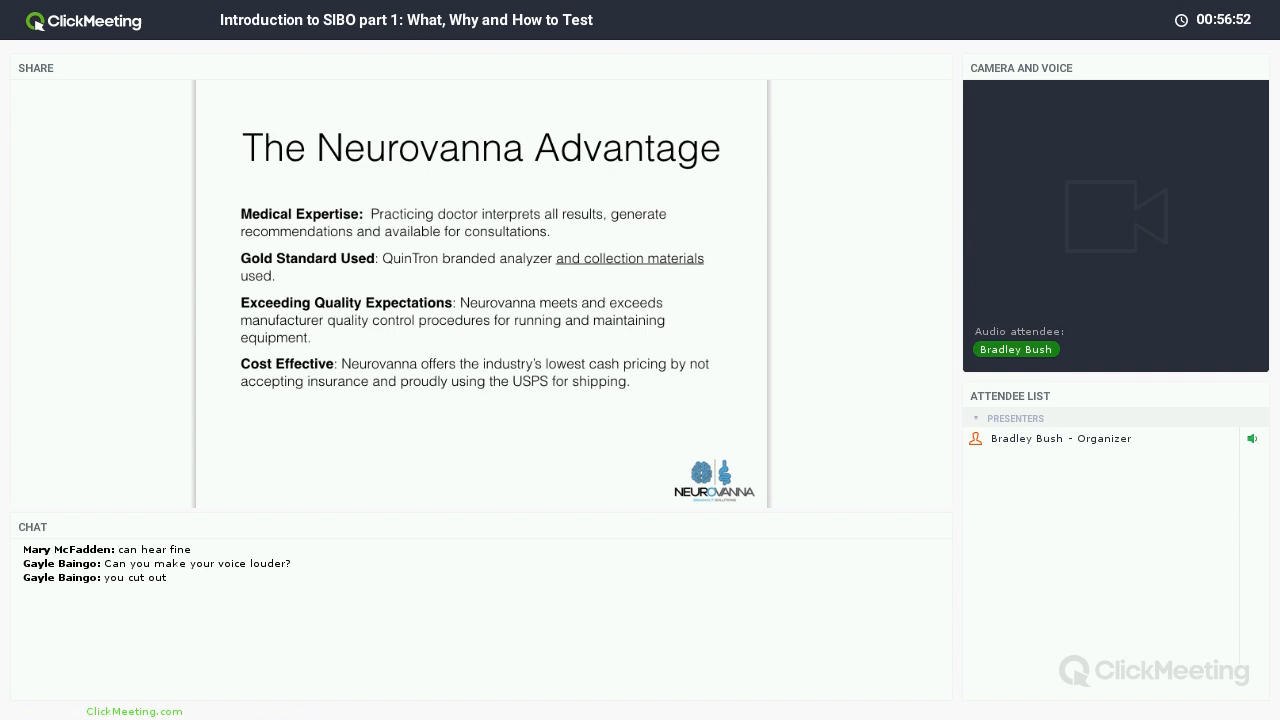 ClickMeeting
Introduction to SIBO part 1: What, Why and How to Test
00:56:52
SHARE
The Neurovanna Advantage
Medical Expertise: Practicing doctor interprets all results, generate
recommendations and available for consultations.
Gold Standard Used: QuinTron branded analyzer and collection materials
used.
Exceeding Quality Expectations: Neurovanna meets and exceeds
manufacturer quality control procedures for running and maintaining
equipment.
Cost Effective: Neurovanna offers the industry's lowest cash pricing by not
accepting insurance and proudly using the USPS for shipping.
NEUROVANNA
CAMERA AND VOICE
Audio attendee:
Bradley Bush
ATTENDEE LIST
PRESENTERS
Bradley Bush - Organizer
CHAT
Mary McFadden: can hear fine
Gayle Baingo: Can you make your voice louder?
Gayle Baingo: you cut out
ClickMeeting
ClickMeeting.com